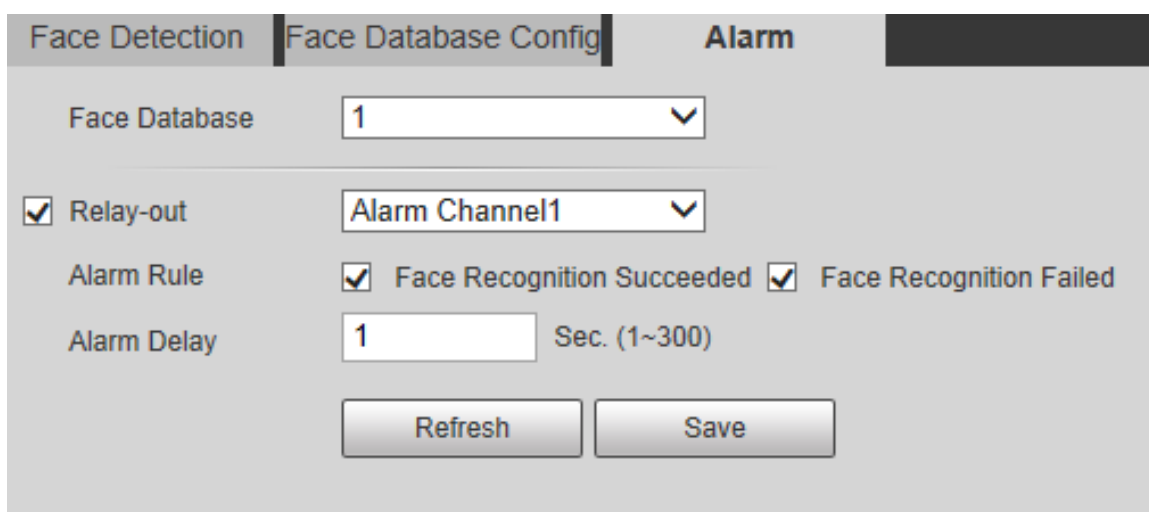 Face Detection Face Database Config Alarm
Face Database 1
Relay-out Alarm Channel1
Alarm Rule Face Recognition Succeeded Face Recognition Failed
Alarm Delay 1 Sec. (1~300)
Refresh Save